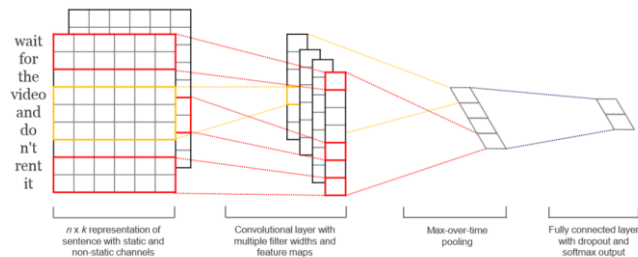 wait
for
the
video
and
do
n't
rent
it
n x k representation of
sentence with static and
non-static channels
Convolutional layer with
multiple filter widths and
feature maps
Max-over-time
pooling
Fully connected layer
with dropout and
softmax output